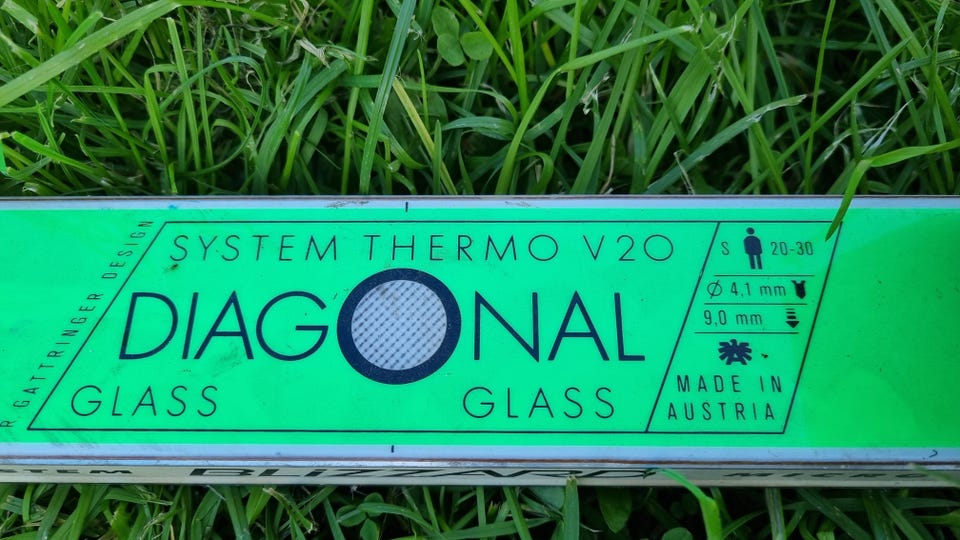 R. GATTRINGER DESIGN
SYSTEM THERMO V20
DIAGONAL
GLASS GLASS
S 20-30
Ø 4,1 mm
9,0 mm
MADE IN
AUSTRIA
BLIZZARD